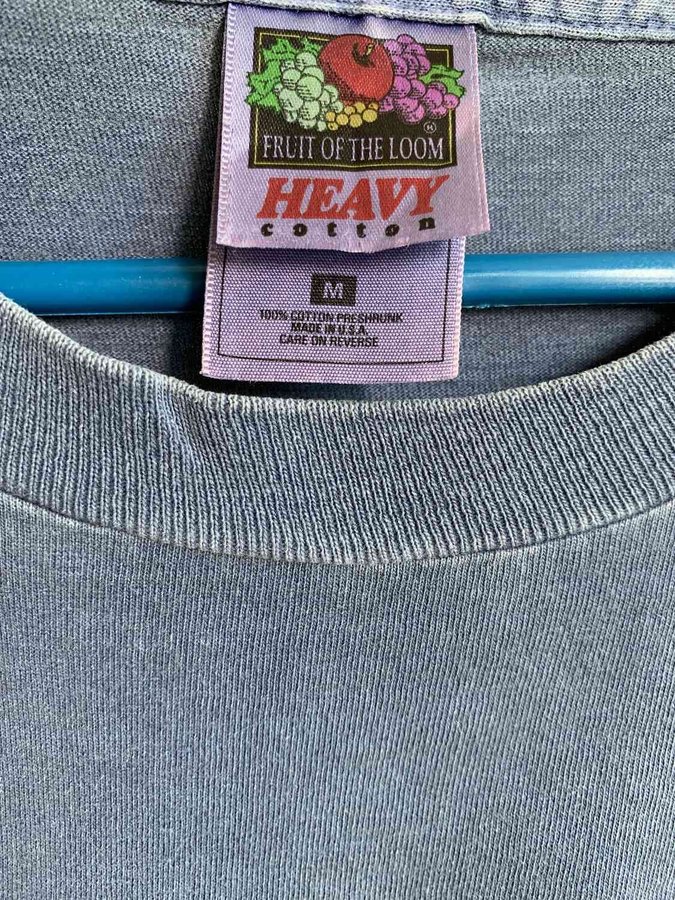 ®
FRUIT OF THE LOOM
HEAVY
cotton
M
100% COTTON PRESHRUNK
MADE IN U.S.A.
CARE ON REVERSE